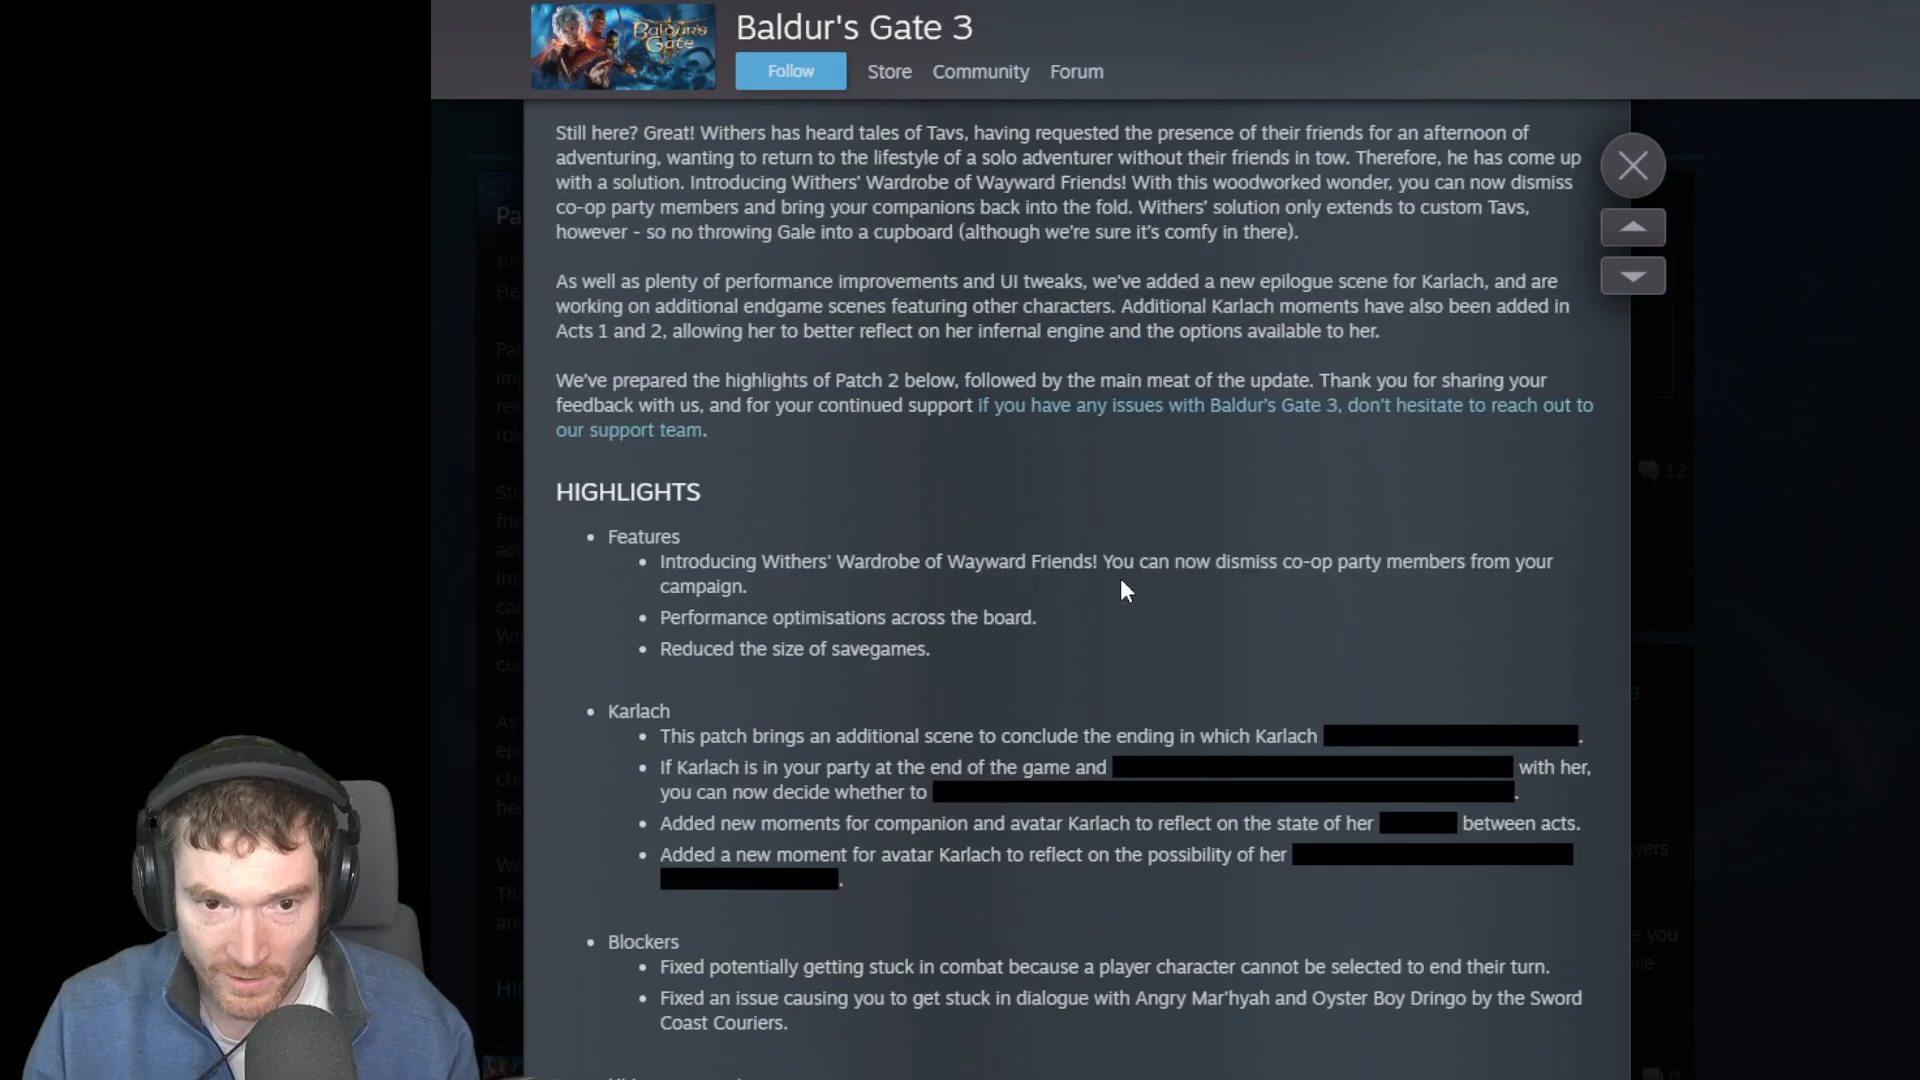 Baldur's Gate 3
Baldur's
Gate
Follow Store Community Forum
Still here? Great! Withers has heard tales of Tavs, having requested the presence of their friends for an afternoon of
adventuring, wanting to return to the lifestyle of a solo adventurer without their friends in tow. Therefore, he has come up
with a solution. Introducing Withers’ Wardrobe of Wayward Friends! With this woodworked wonder, you can now dismiss
co-op party members and bring your companions back into the fold. Withers’ solution only extends to custom Tavs,
however - so no throwing Gale into a cupboard (although we’re sure it’s comfy in there).
As well as plenty of performance improvements and UI tweaks, we’ve added a new epilogue scene for Karlach, and are
working on additional endgame scenes featuring other characters. Additional Karlach moments have also been added in
Acts 1 and 2, allowing her to better reflect on her infernal engine and the options available to her.
We’ve prepared the highlights of Patch 2 below, followed by the main meat of the update. Thank you for sharing your
feedback with us, and for your continued support If you have any issues with Baldur’s Gate 3, don’t hesitate to reach out to
our support team.
HIGHLIGHTS
• Features
• Introducing Withers’ Wardrobe of Wayward Friends! You can now dismiss co-op party members from your
campaign.
• Performance optimisations across the board.
• Reduced the size of savegames.
• Karlach
• This patch brings an additional scene to conclude the ending in which Karlach .
• If Karlach is in your party at the end of the game and with her,
you can now decide whether to .
• Added new moments for companion and avatar Karlach to reflect on the state of her between acts.
• Added a new moment for avatar Karlach to reflect on the possibility of her
.
• Blockers
• Fixed potentially getting stuck in combat because a player character cannot be selected to end their turn.
• Fixed an issue causing you to get stuck in dialogue with Angry Mar’hyah and Oyster Boy Dringo by the Sword
Coast Couriers.
12